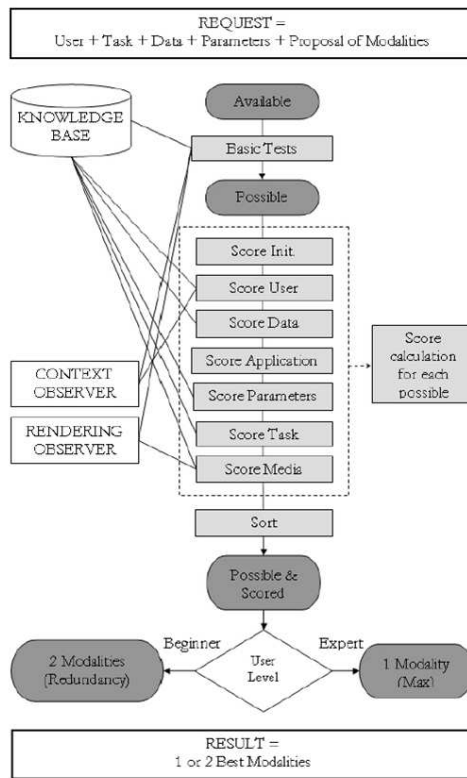 REQUEST =
User + Task + Data + Parameters + Proposal of Modalities
KNOWLEDGE
BASE
Available
Basic Tests
Possible
Score Init.
Score User
Score Data
Score Application
Score Parameters
Score Task
Score Media
Score
calculation
for each
possible
CONTEXT
OBSERVER
RENDERING
OBSERVER
Sort
Possible &
Scored
Beginner
Expert
User
Level
2 Modalities
(Redundancy)
1 Modality
(Max)
RESULT =
1 or 2 Best Modalities